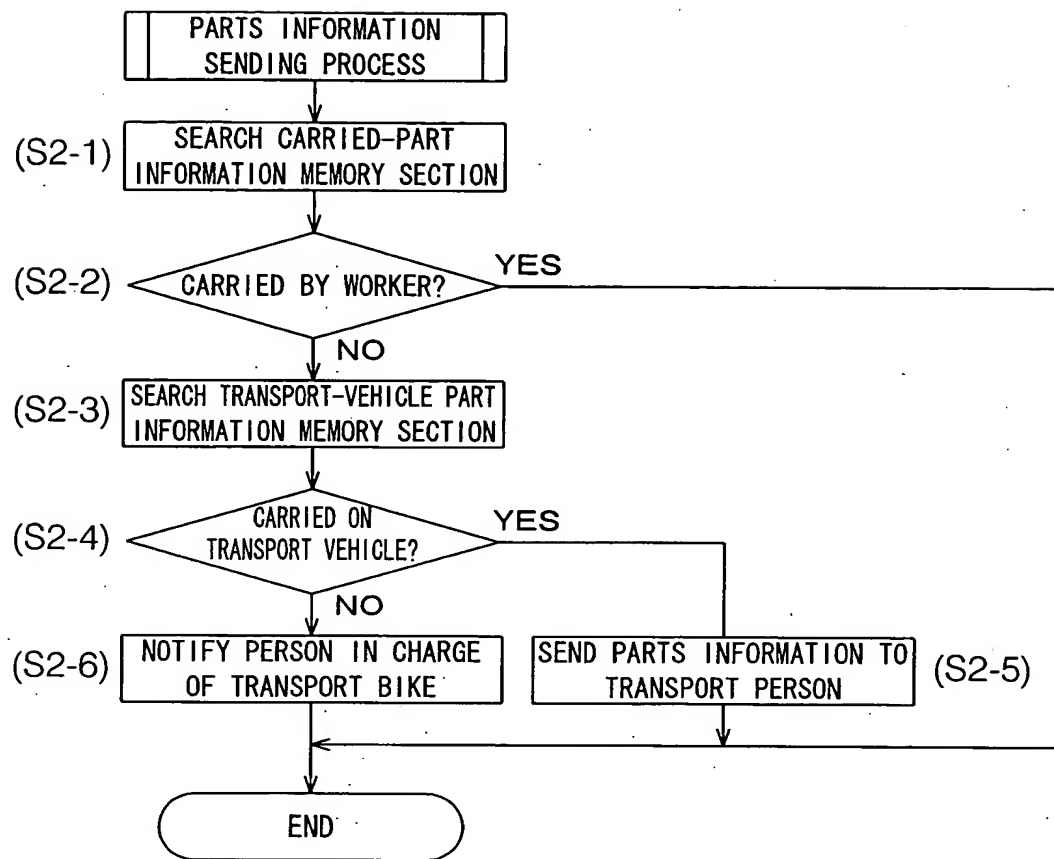 PARTS INFORMATION
SENDING PROCESS
(S2-1)
SEARCH CARRIED-PART
INFORMATION MEMORY SECTION
(S2-2)
CARRIED BY WORKER?
YES
NO
(S2-3)
SEARCH TRANSPORT-VEHICLE PART
INFORMATION MEMORY SECTION
(S2-4)
CARRIED ON
TRANSPORT VEHICLE?
YES
NO
(S2-6)
NOTIFY PERSON IN CHARGE
OF TRANSPORT BIKE
SEND PARTS INFORMATION TO
TRANSPORT PERSON
(S2-5)
END